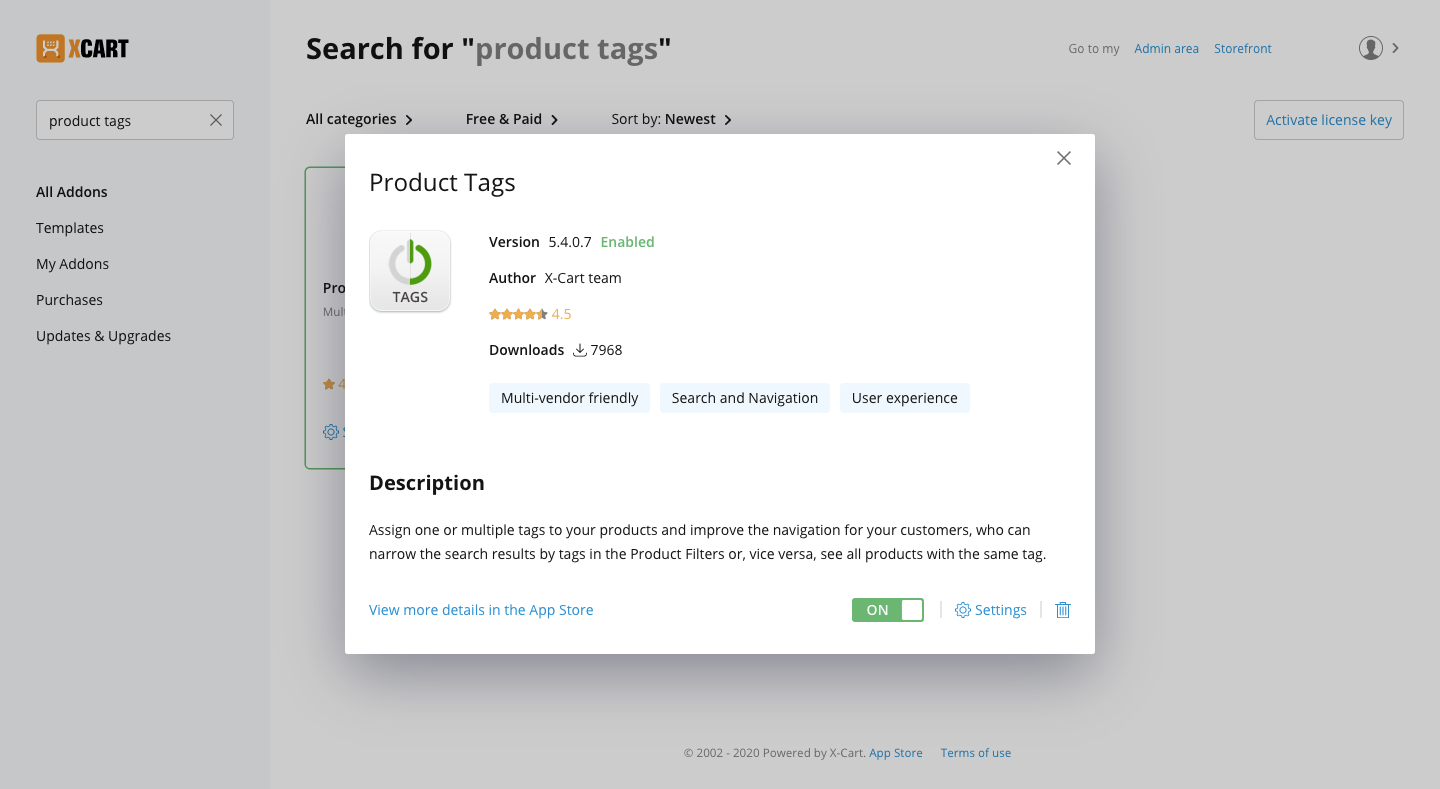 XCART
Search for "product tags"
Go to my Admin area Storefront
product tags
All categories Free & Paid Sort by: Newest
Activate license key
All Addons
Templates
My Addons
Purchases
Updates & Upgrades
Product Tags
TAGS
Version 5.4.0.7 Enabled
Author X-Cart team
4.5
Downloads 7968
Multi-vendor friendly Search and Navigation User experience
Description
Assign one or multiple tags to your products and improve the navigation for your customers, who can
narrow the search results by tags in the Product Filters or, vice versa, see all products with the same tag.
View more details in the App Store
ON Settings
© 2002 - 2020 Powered by X-Cart. App Store Terms of use